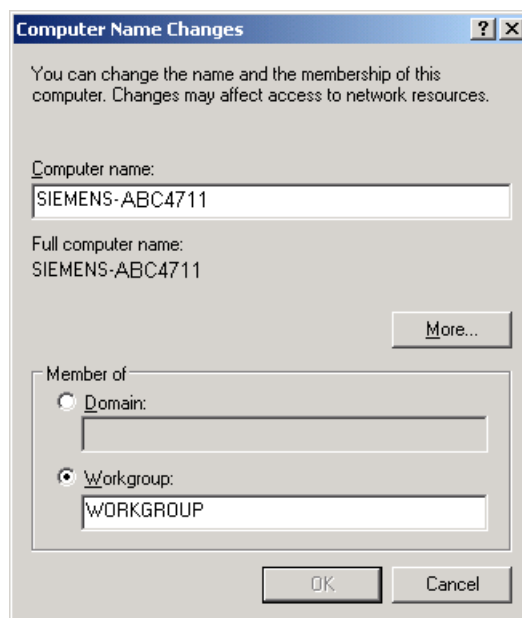 Computer Name Changes
You can change the name and the membership of this
computer. Changes may affect access to network resources.
Computer name:
SIEMENS-ABC4711
Full computer name:
SIEMENS-ABC4711
More...
Member of
Domain:
Workgroup:
WORKGROUP
OK Cancel